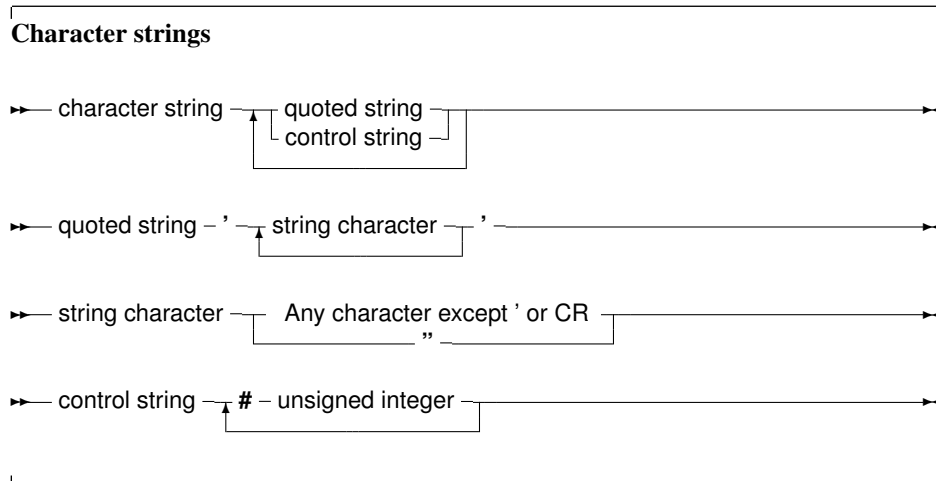 Character strings
character string quoted string
control string
quoted string ’ string character ’
string character Any character except ’ or CR
”
control string # unsigned integer